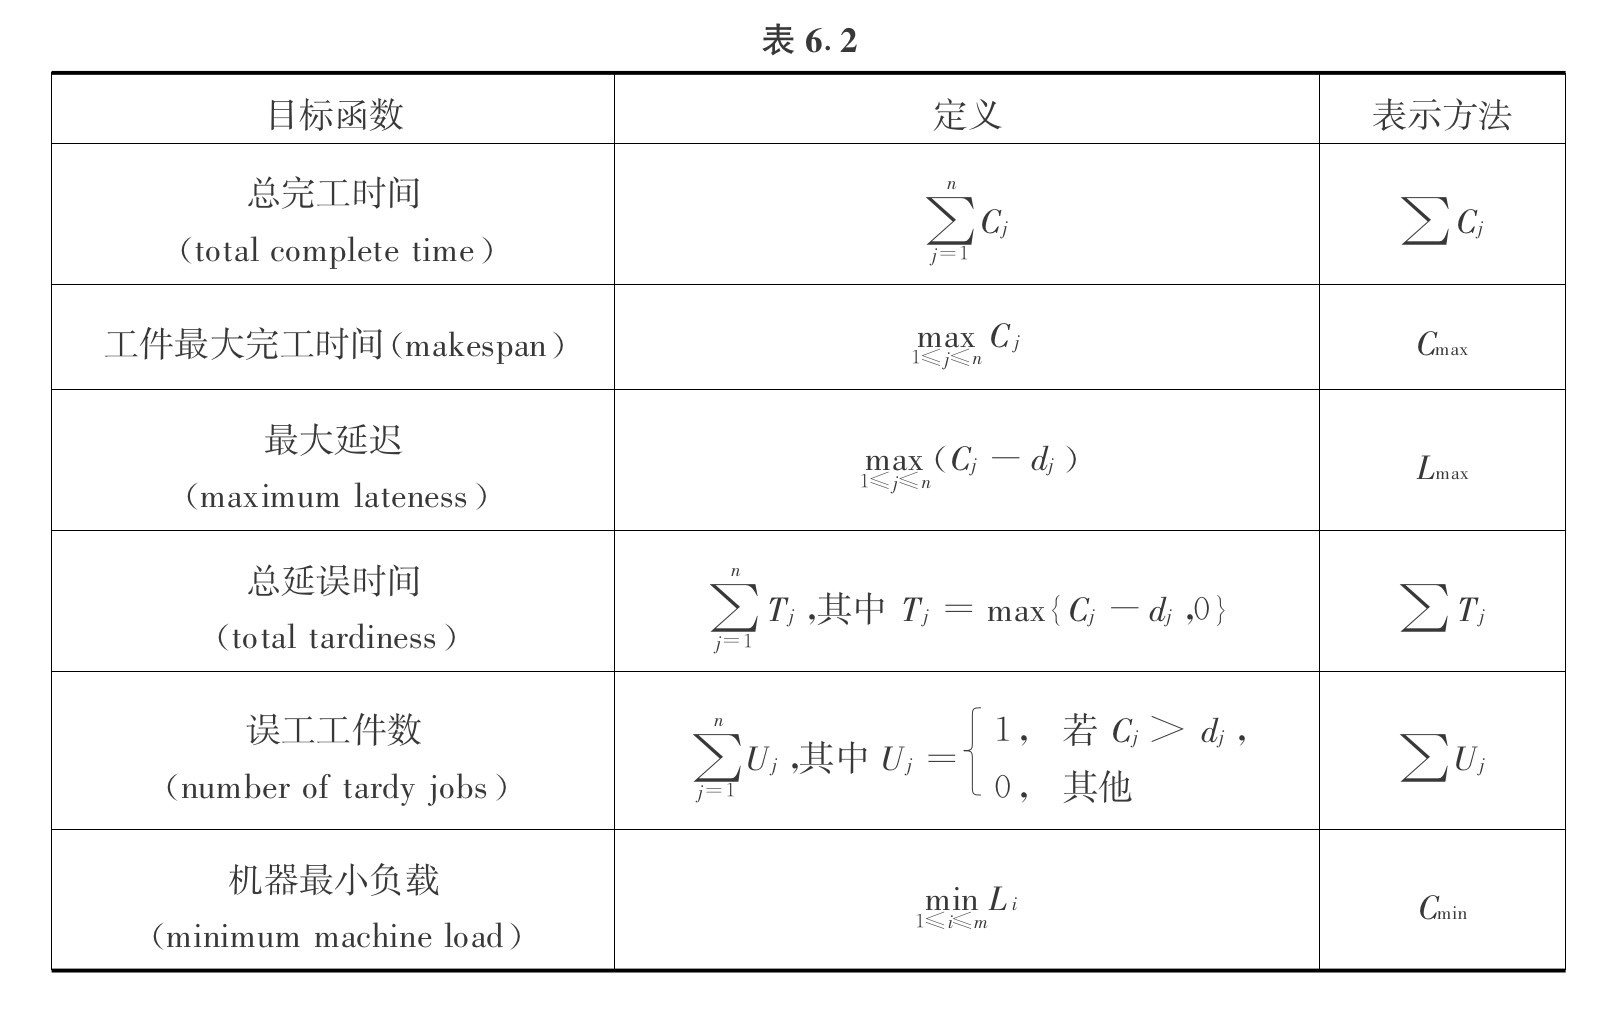 表 6.2
目标函数 定义 表示方法
总完工时间
(total complete time)
$\sum_{j=1}^{n} C_j$ $\sum C_j$
工件最大完工时间(makespan) $\max_{1 \leqslant j \leqslant n} C_j$ $C_{\max}$
最大延迟
(maximum lateness)
$\max_{1 \leqslant j \leqslant n} (C_j - d_j)$ $L_{\max}$
总延误时间
(total tardiness)
$\sum_{j=1}^{n} T_j$,其中 $T_j = \max\{C_j - d_j, 0\}$ $\sum T_j$
误工工件数
(number of tardy jobs)
$\sum_{j=1}^{n} U_j$,其中 $U_j = \begin{cases} 1, & \text{若 } C_j > d_j, \\ 0, & \text{其他} \end{cases}$ $\sum U_j$
机器最小负载
(minimum machine load)
$\min_{1 \leqslant i \leqslant m} L_i$ $C_{\min}$